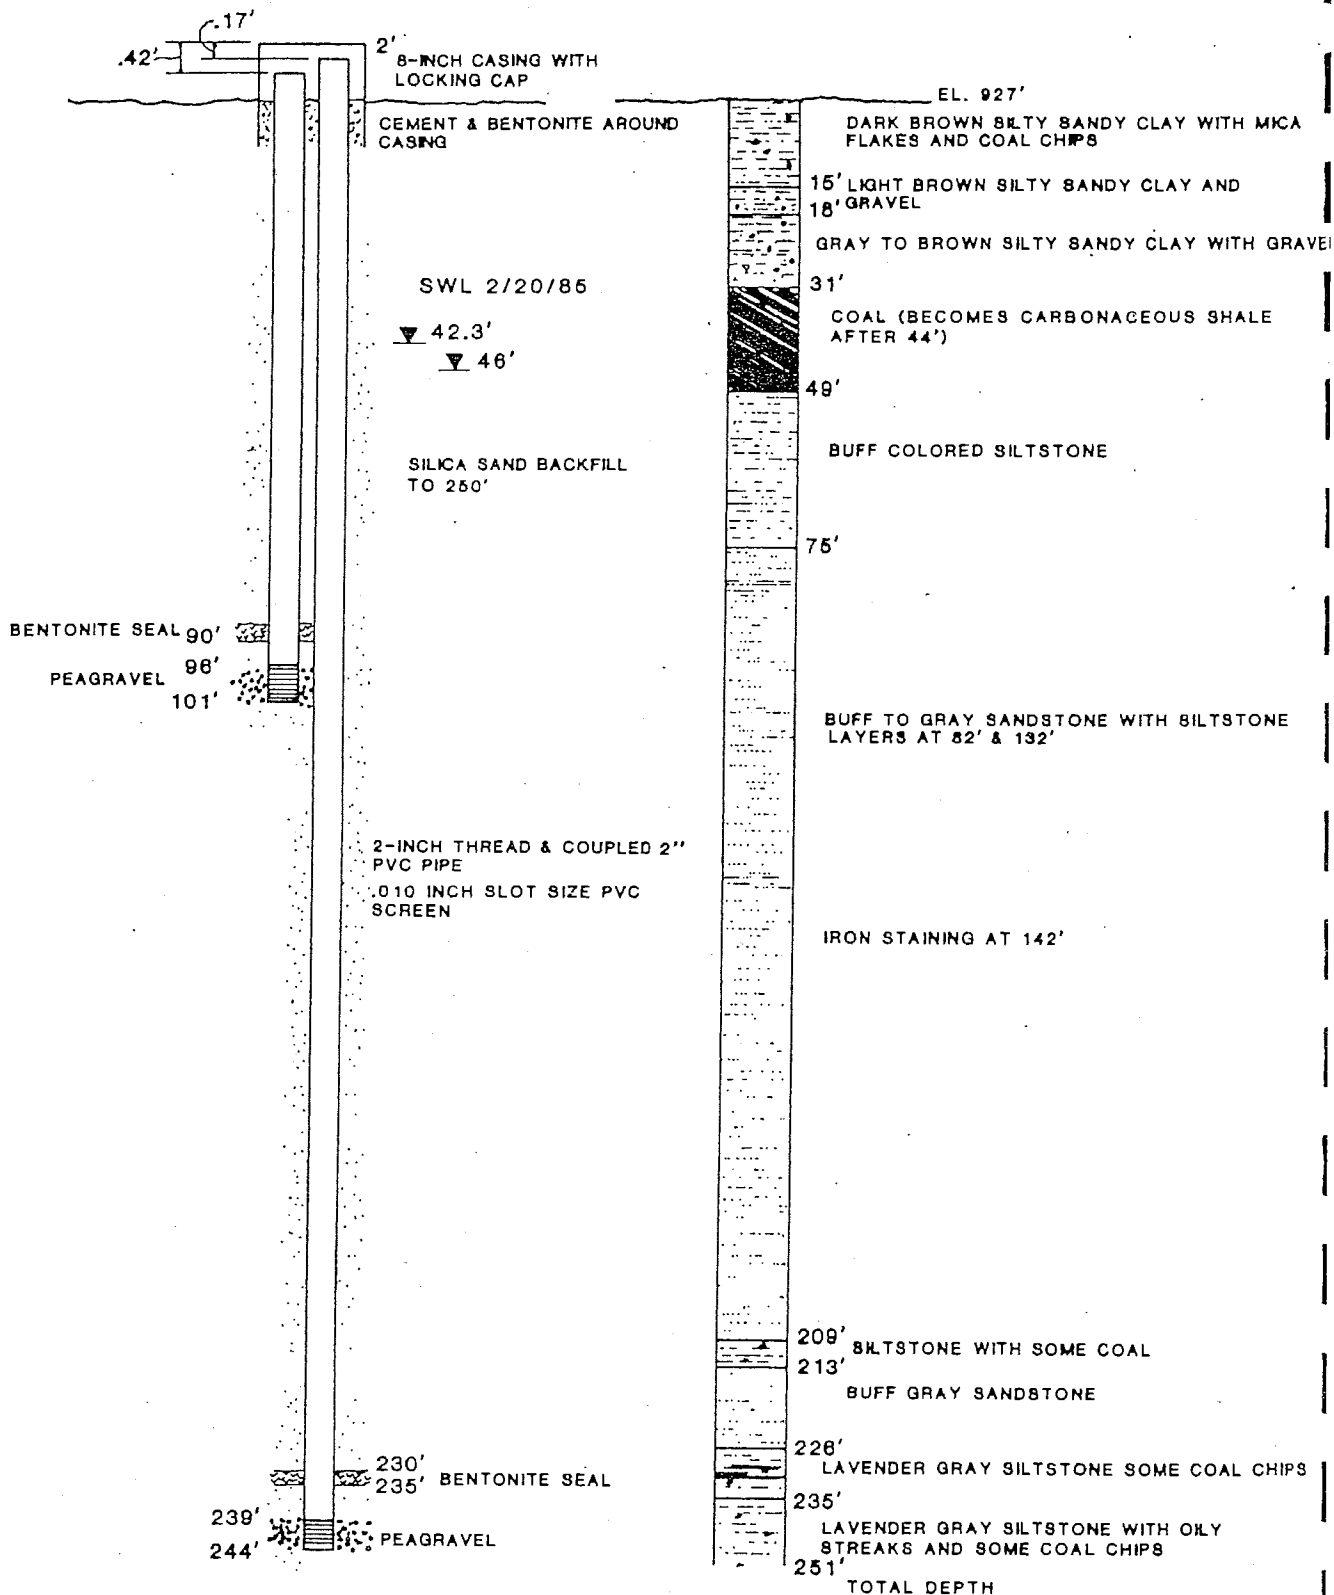 .17'
.42'
2'
8-INCH CASING WITH
LOCKING CAP
CEMENT & BENTONITE AROUND
CASING
SWL 2/20/85
42.3'
46'
SILICA SAND BACKFILL
TO 250'
BENTONITE SEAL 90'
96'
PEAGRAVEL
101'
2-INCH THREAD & COUPLED 2"
PVC PIPE
.010 INCH SLOT SIZE PVC
SCREEN
230'
235' BENTONITE SEAL
239'
244'
PEAGRAVEL
EL. 927'
DARK BROWN SILTY SANDY CLAY WITH MICA
FLAKES AND COAL CHIPS
15' LIGHT BROWN SILTY SANDY CLAY AND
18' GRAVEL
GRAY TO BROWN SILTY SANDY CLAY WITH GRAVEL
31'
COAL (BECOMES CARBONACEOUS SHALE
AFTER 44')
49'
BUFF COLORED SILTSTONE
75'
BUFF TO GRAY SANDSTONE WITH SILTSTONE
LAYERS AT 82' & 132'
IRON STAINING AT 142'
209'
SILTSTONE WITH SOME COAL
213'
BUFF GRAY SANDSTONE
226'
LAVENDER GRAY SILTSTONE SOME COAL CHIPS
235'
LAVENDER GRAY SILTSTONE WITH OILY
STREAKS AND SOME COAL CHIPS
251'
TOTAL DEPTH